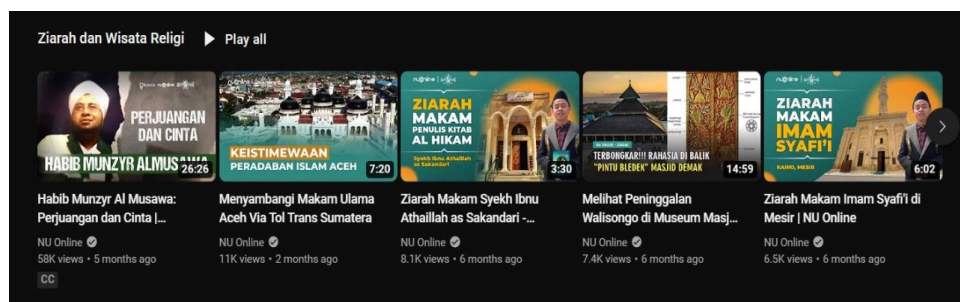 Ziarah dan Wisata Religi
Play all
PERJUANGAN
DAN CINTA
HABIB MUNZYR ALMUSAWA
26:26
KEISTIMEWAAN
PERADABAN ISLAM ACEH
7:20
nu online
ZIARAH
MAKAM
PENULIS KITAB
AL HIKAM
Syekh Ibnu Athaillah
as Sakandari
3:30
TERBONGKAR!!! RAHASIA DI BALIK
"PINTU BLEDEK" MASJID DEMAK
14:59
nu online
ZIARAH
MAKAM
IMAM
SYAFI'I
KAIRO, MESIR
6:02
Habib Munzyr Al Musawa:
Perjuangan dan Cinta |...
NU Online
58K views • 5 months ago
CC
Menyambangi Makam Ulama
Aceh Via Tol Trans Sumatera
NU Online
11K views • 2 months ago
Ziarah Makam Syekh Ibnu
Athaillah as Sakandari -...
NU Online
8.1K views • 6 months ago
Melihat Peninggalan
Walisongo di Museum Masj...
NU Online
7.4K views • 6 months ago
Ziarah Makam Imam Syafi'i di
Mesir | NU Online
NU Online
6.5K views • 6 months ago